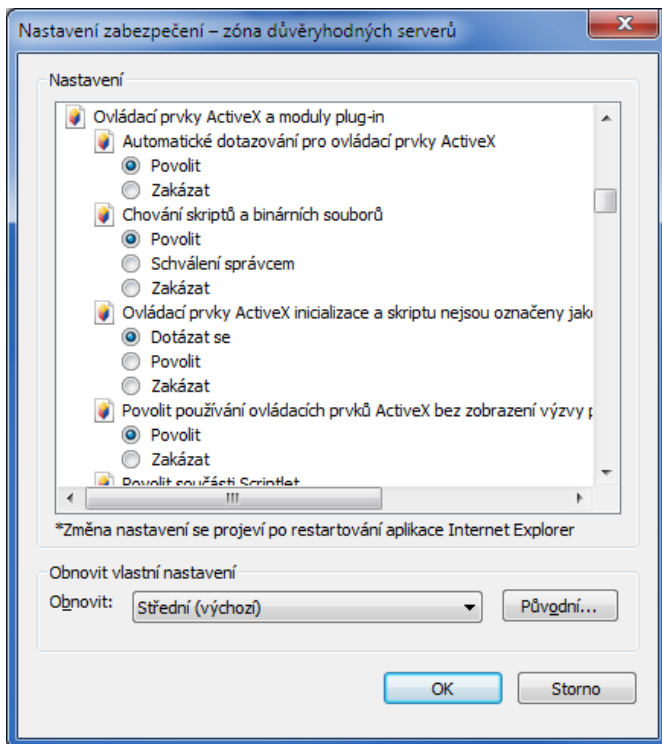 Nastavení zabezpečení – zóna důvěryhodných serverů
Nastavení
Ovládací prvky ActiveX a moduly plug-in
Automatické dotazování pro ovládací prvky ActiveX
Povolit
Zakázat
Chování skriptů a binárních souborů
Povolit
Schválení správcem
Zakázat
Ovládací prvky ActiveX inicializace a skriptu nejsou označeny jako
Dotázat se
Povolit
Zakázat
Povolit používání ovládacích prvků ActiveX bez zobrazení výzvy p
Povolit
Zakázat
Povolit součásti Scriptlet
*Změna nastavení se projeví po restartování aplikace Internet Explorer
Obnovit vlastní nastavení
Obnovit:
Střední (výchozí)
Původní...
OK
Storno